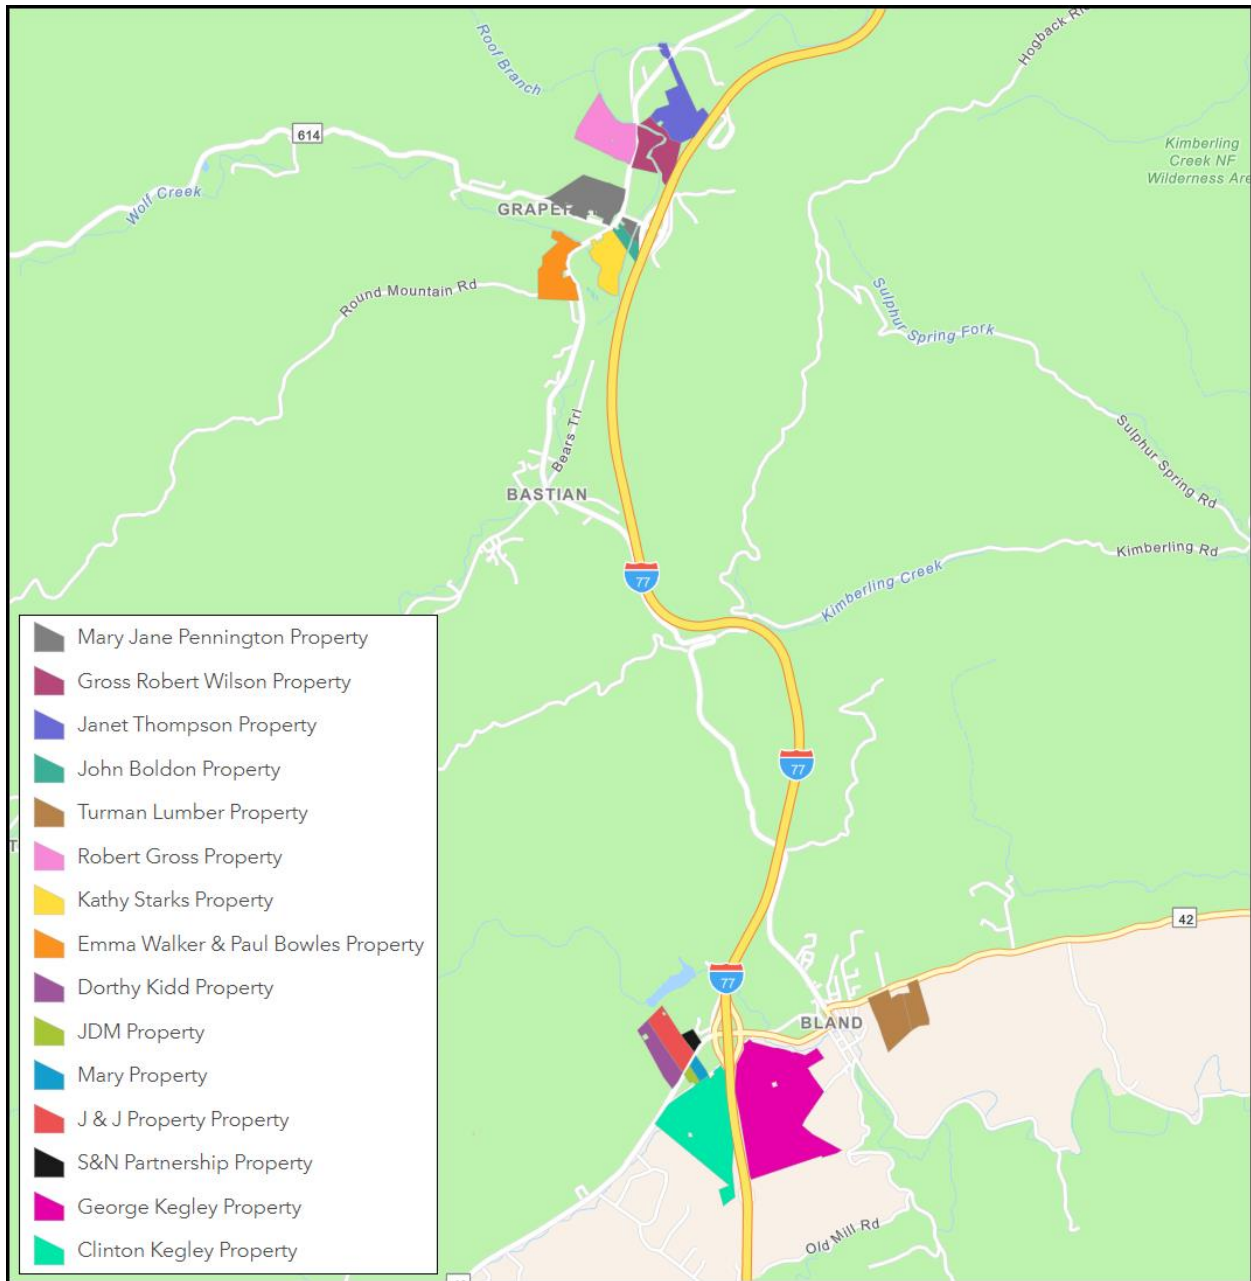 Hogback R
Roof Branch
614
Kimberling
Creek NF
Wilderness Are
Wolf Creek
GRAPEF
Round Mountain Rd
Sulphur Spring Fork
Bears Trl
Sulphur Spring Rd
BASTIAN
Kimberling Rd
77
Kimberling Creek
Mary Jane Pennington Property
Gross Robert Wilson Property
Janet Thompson Property
77
John Boldon Property
Turman Lumber Property
Robert Gross Property
Kathy Starks Property
42
Emma Walker & Paul Bowles Property
77
Dorthy Kidd Property
BLAND
JDM Property
Mary Property
J & J Property Property
S&N Partnership Property
George Kegley Property
Old Mill Rd
Clinton Kegley Property